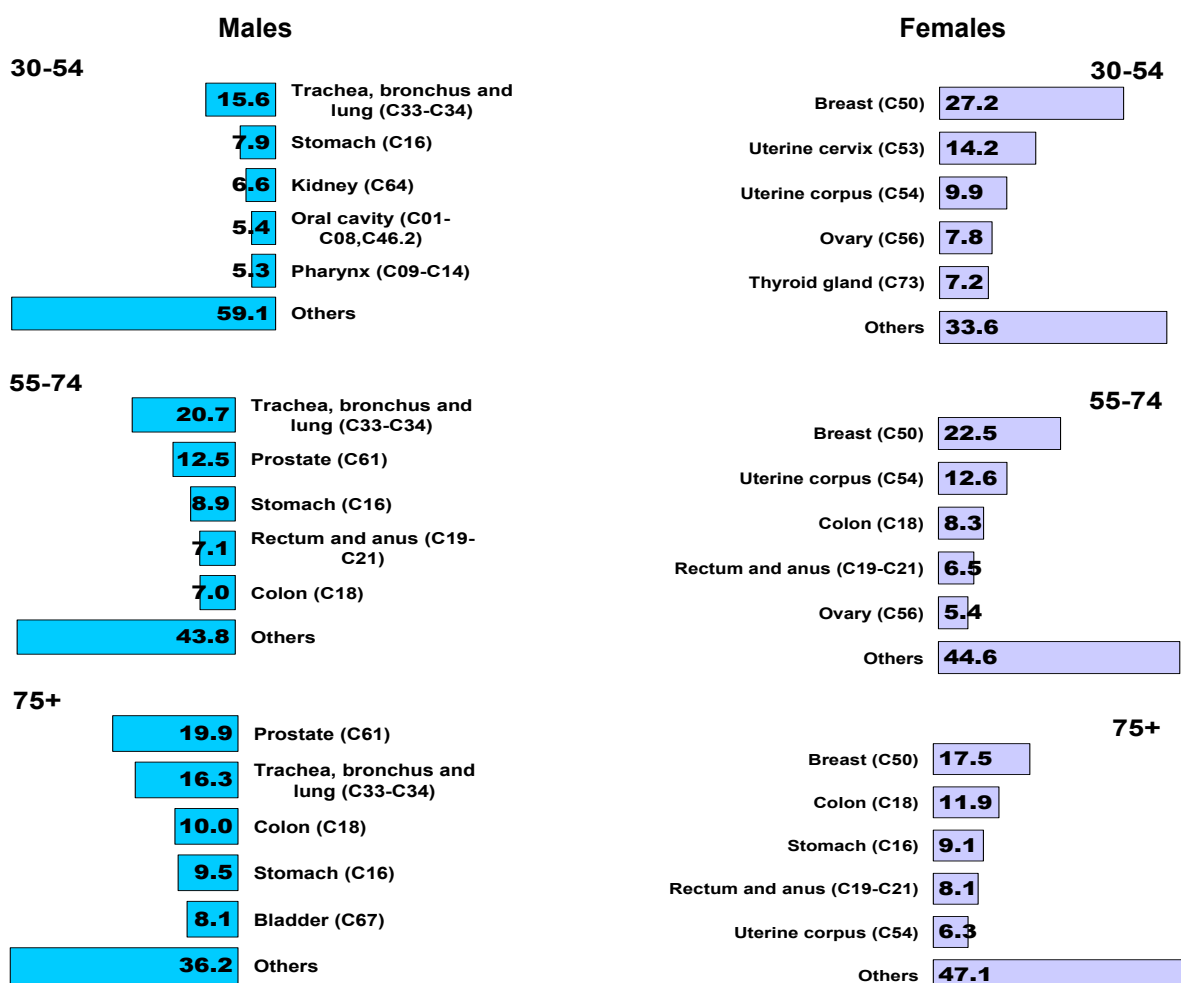 Males
30-54
15.6 Trachea, bronchus and
lung (C33-C34)
7.9 Stomach (C16)
6.6 Kidney (C64)
5.4 Oral cavity (C01-
C08,C46.2)
5.3 Pharynx (C09-C14)
59.1 Others
55-74
20.7 Trachea, bronchus and
lung (C33-C34)
12.5 Prostate (C61)
8.9 Stomach (C16)
7.1 Rectum and anus (C19-
C21)
7.0 Colon (C18)
43.8 Others
75+
19.9 Prostate (C61)
16.3 Trachea, bronchus and
lung (C33-C34)
10.0 Colon (C18)
9.5 Stomach (C16)
8.1 Bladder (C67)
36.2 Others
Females
30-54
Breast (C50) 27.2
Uterine cervix (C53) 14.2
Uterine corpus (C54) 9.9
Ovary (C56) 7.8
Thyroid gland (C73) 7.2
Others 33.6
55-74
Breast (C50) 22.5
Uterine corpus (C54) 12.6
Colon (C18) 8.3
Rectum and anus (C19-C21) 6.5
Ovary (C56) 5.4
Others 44.6
75+
Breast (C50) 17.5
Colon (C18) 11.9
Stomach (C16) 9.1
Rectum and anus (C19-C21) 8.1
Uterine corpus (C54) 6.3
Others 47.1